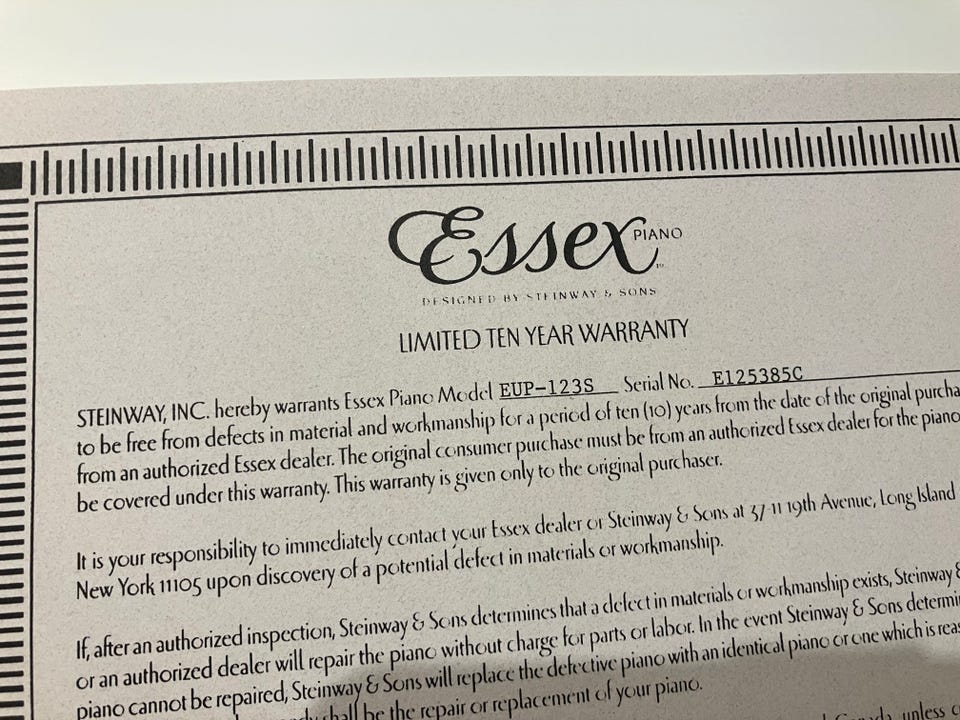 Essex PIANO
DESIGNED BY STEINWAY & SONS
LIMITED TEN YEAR WARRANTY
STEINWAY, INC. hereby warrants Essex Piano Model EUP-123S Serial No. E125385C
to be free from defects in material and workmanship for a period of ten (10) years from the date of the original purcha
from an authorized Essex dealer. The original consumer purchase must be from an authorized Essex dealer for the piano
be covered under this warranty. This warranty is given only to the original purchaser.
It is your responsibility to immediately contact your Essex dealer or Steinway & Sons at 37-11 19th Avenue, Long Island
New York 11105 upon discovery of a potential defect in materials or workmanship.
If, after an authorized inspection, Steinway & Sons determines that a defect in materials or workmanship exists, Steinway &
or an authorized dealer will repair the piano without charge for parts or labor. In the event Steinway & Sons determin
piano cannot be repaired, Steinway & Sons will replace the defective piano with an identical piano or one which is reas
shall be the repair or replacement of your piano.
Canada, unless